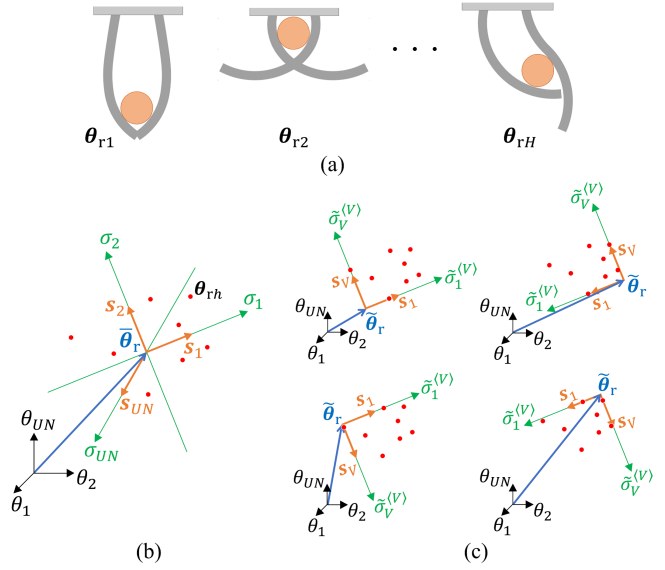 θr1
θr2
• • •
θrH
(a)
σ2
θrh
σ1
s2
θ̅r
s1
sUN
σUN
θUN
θ2
θ1
(b)
σ̃V⟨V⟩
sV
σ̃1⟨V⟩
s1
θUN
θ̃r
θ2
θ1
σ̃V⟨V⟩
sV
θ̃r
σ̃1⟨V⟩
s1
θUN
θ2
θ1
θ̃r
s1
σ̃1⟨V⟩
sV
σ̃V⟨V⟩
θUN
θ2
θ1
θ̃r
s1
σ̃1⟨V⟩
sV
σ̃V⟨V⟩
θUN
θ2
θ1
(c)